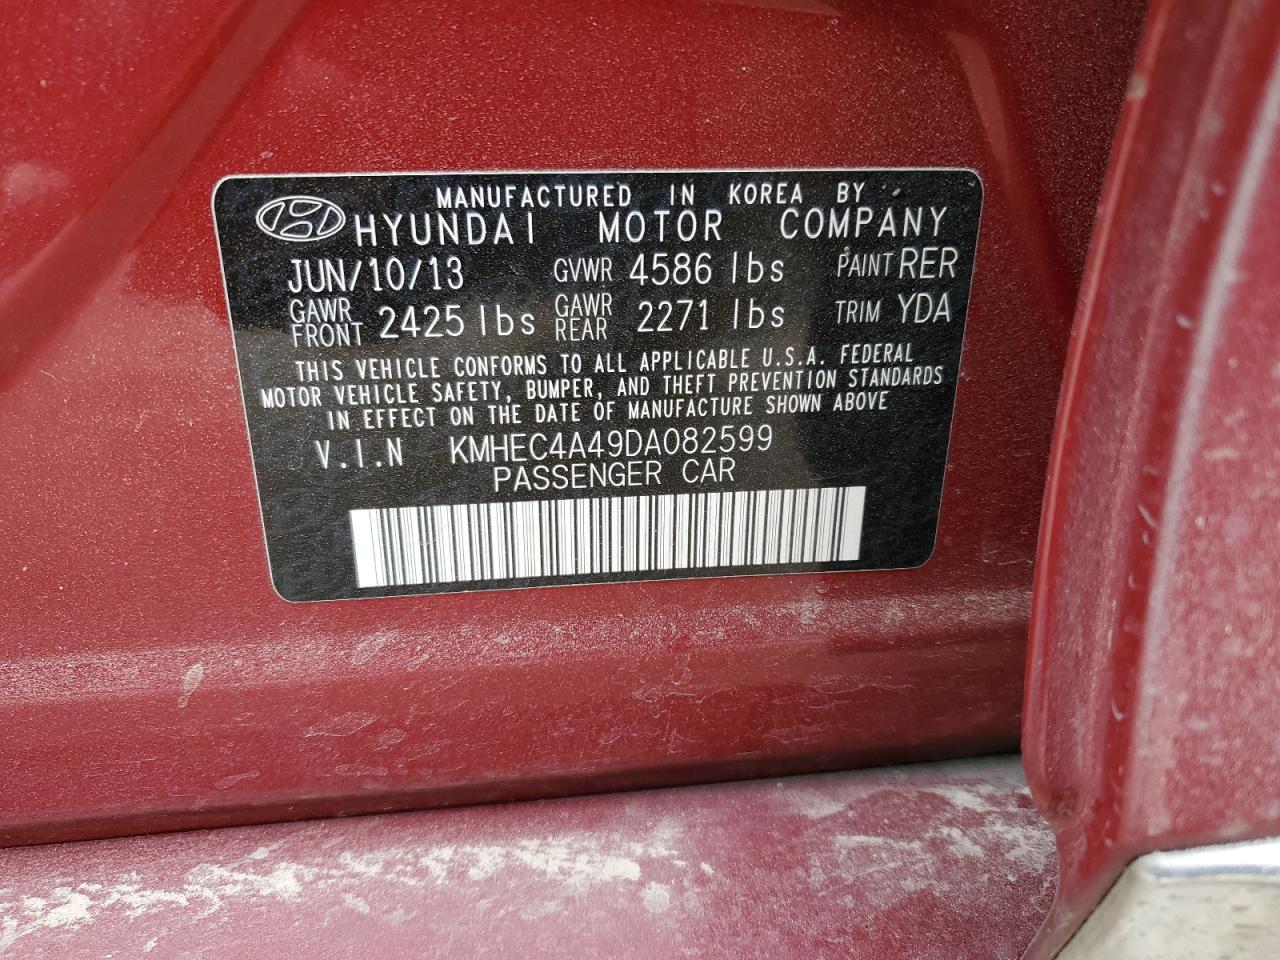 MANUFACTURED IN KOREA BY
HYUNDAI MOTOR COMPANY
JUN/10/13 GVWR 4586 lbs PAINT RER
GAWR FRONT 2425 lbs GAWR REAR 2271 lbs TRIM YDA
THIS VEHICLE CONFORMS TO ALL APPLICABLE U.S.A. FEDERAL
MOTOR VEHICLE SAFETY, BUMPER, AND THEFT PREVENTION STANDARDS
IN EFFECT ON THE DATE OF MANUFACTURE SHOWN ABOVE
V.I.N KMHEC4A49DA082599
PASSENGER CAR